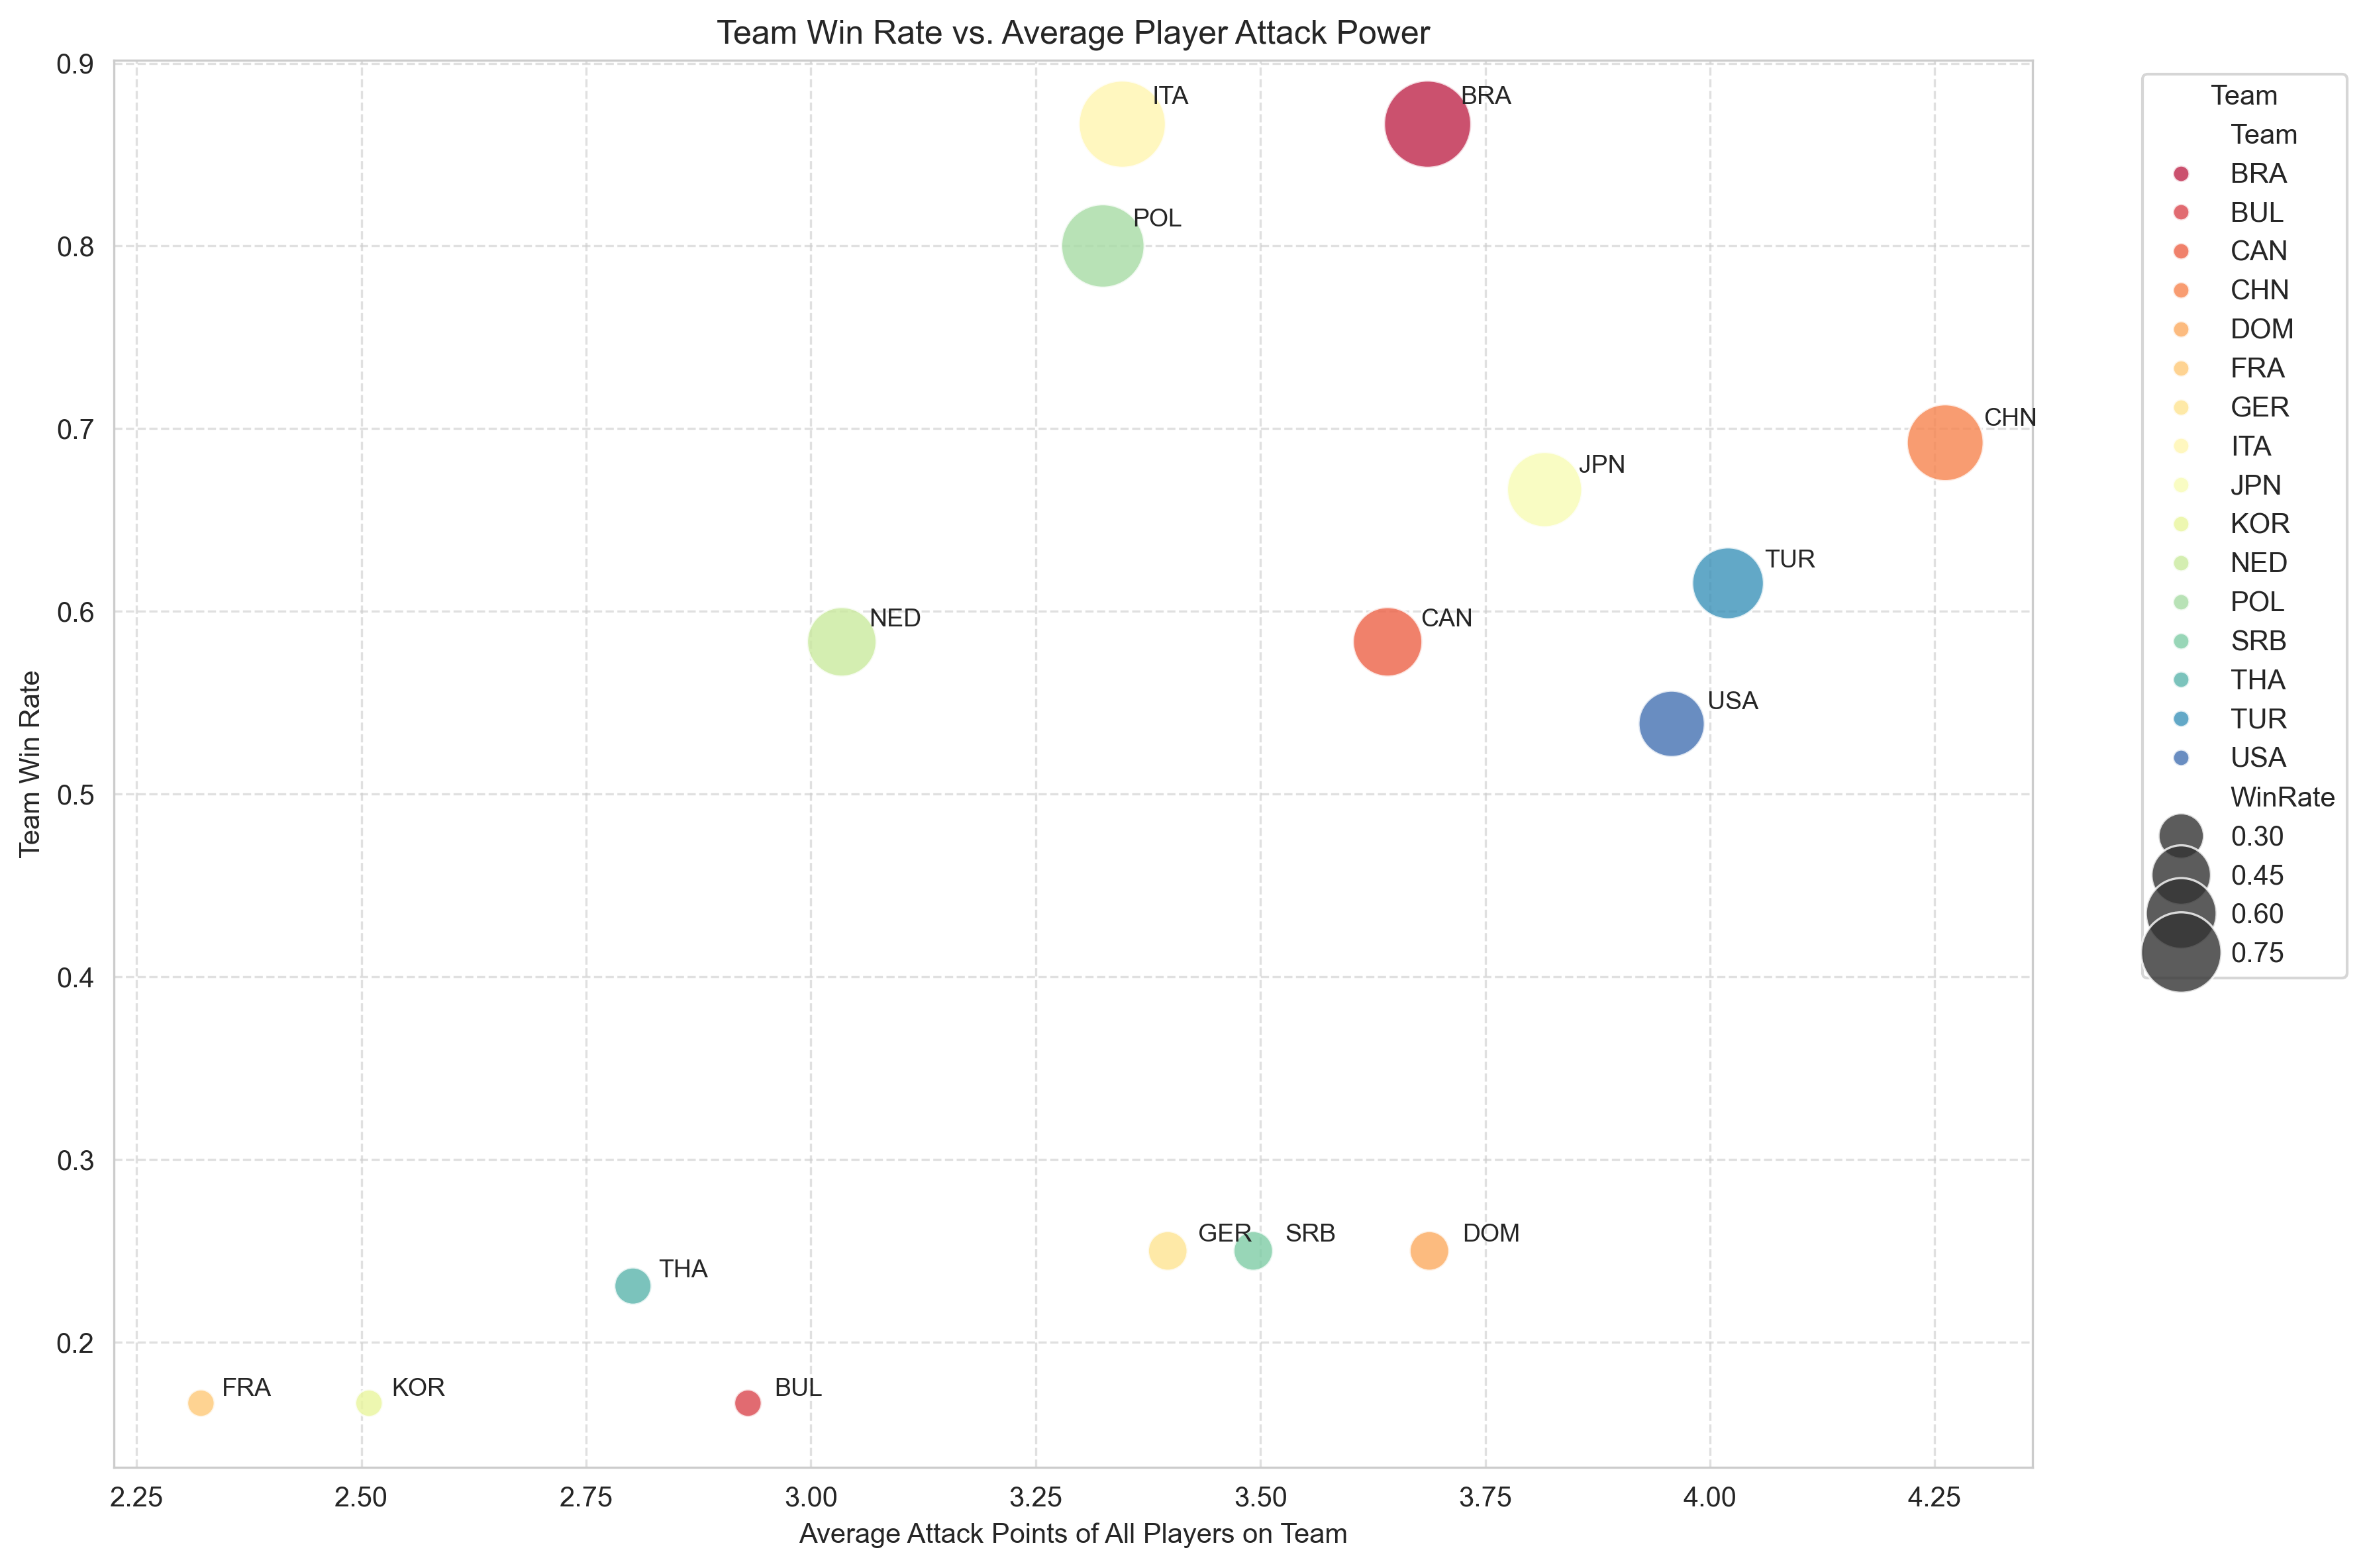 Team Win Rate vs. Average Player Attack Power
Team Win Rate
0.9
0.8
0.7
0.6
0.5
0.4
0.3
0.2
ITA
BRA
POL
CHN
JPN
TUR
NED
CAN
USA
GER
SRB
DOM
THA
FRA
KOR
BUL
2.25
2.50
2.75
3.00
3.25
3.50
3.75
4.00
4.25
Average Attack Points of All Players on Team
Team
Team
BRA
BUL
CAN
CHN
DOM
FRA
GER
ITA
JPN
KOR
NED
POL
SRB
THA
TUR
USA
WinRate
0.30
0.45
0.60
0.75